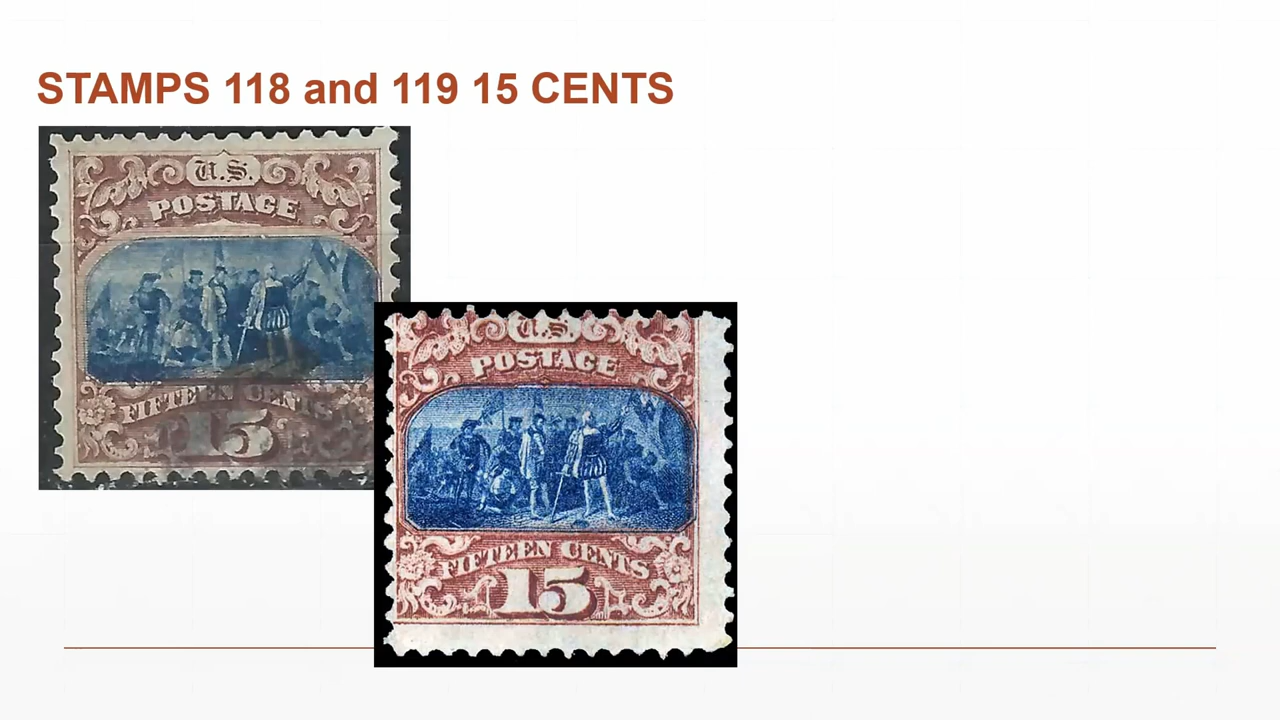 STAMPS 118 and 119 15 CENTS
U.S.
POSTAGE
FIFTEEN CENTS
15
U.S.
POSTAGE
FIFTEEN CENTS
15